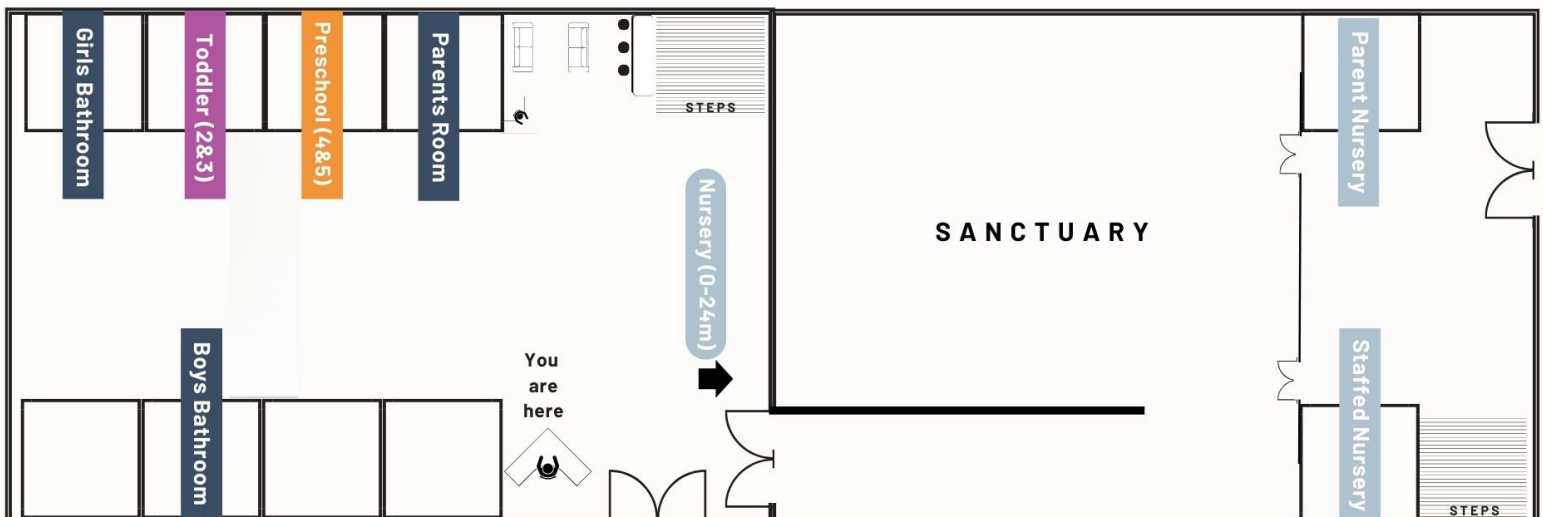 Girls Bathroom
Toddler (2&3)
Preschool (4&5)
Parents Room
STEPS
Parent Nursery
Nursery (0-24m)
SANCTUARY
Boys Bathroom
You
are
here
Staffed Nursery
STEPS